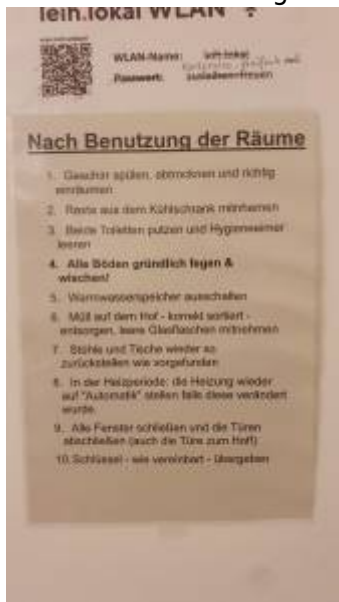 leih.lokal WLAN
WLAN-Name:
Passwort: ausleihenerfreuen
Nach Benutzung der Räume
1. Geschirr spülen, abtrocknen und richtig
einräumen
2. Reste aus dem Kühlschrank mitnehmen
3. Beide Toiletten putzen und Hygieneeimer
leeren
4. Alle Böden gründlich fegen &
wischen!
5. Warmwasserspeicher ausschalten
6. Müll auf dem Hof - korrekt sortiert -
entsorgen, leere Glasflaschen mitnehmen
7. Stühle und Tische wieder so
zurückstellen wie vorgefunden
8. In der Heizperiode: die Heizung wieder
auf "Automatik" stellen falls diese verändert
wurde.
9. Alle Fenster schließen und die Türen
abschließen (auch die Türe zum Hof!)
10. Schlüssel - wie vereinbart - übergeben